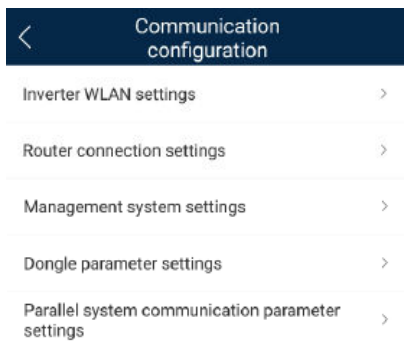 Communication
configuration
Inverter WLAN settings
Router connection settings
Management system settings
Dongle parameter settings
Parallel system communication parameter
settings